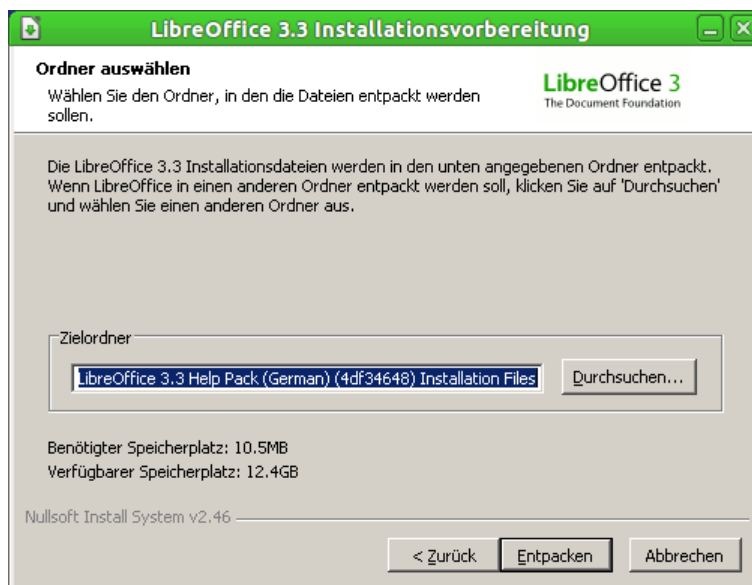 LibreOffice 3.3 Installationsvorbereitung
Ordner auswählen
Wählen Sie den Ordner, in den die Dateien entpackt werden
sollen.
LibreOffice 3
The Document Foundation
Die LibreOffice 3.3 Installationsdateien werden in den unten angegebenen Ordner entpackt.
Wenn LibreOffice in einen anderen Ordner entpackt werden soll, klicken Sie auf 'Durchsuchen'
und wählen Sie einen anderen Ordner aus.
Zielordner
LibreOffice 3.3 Help Pack (German) (4df34648) Installation Files
Durchsuchen...
Benötigter Speicherplatz: 10.5MB
Verfügbarer Speicherplatz: 12.4GB
Nullsoft Install System v2.46
< Zurück
Entpacken
Abbrechen